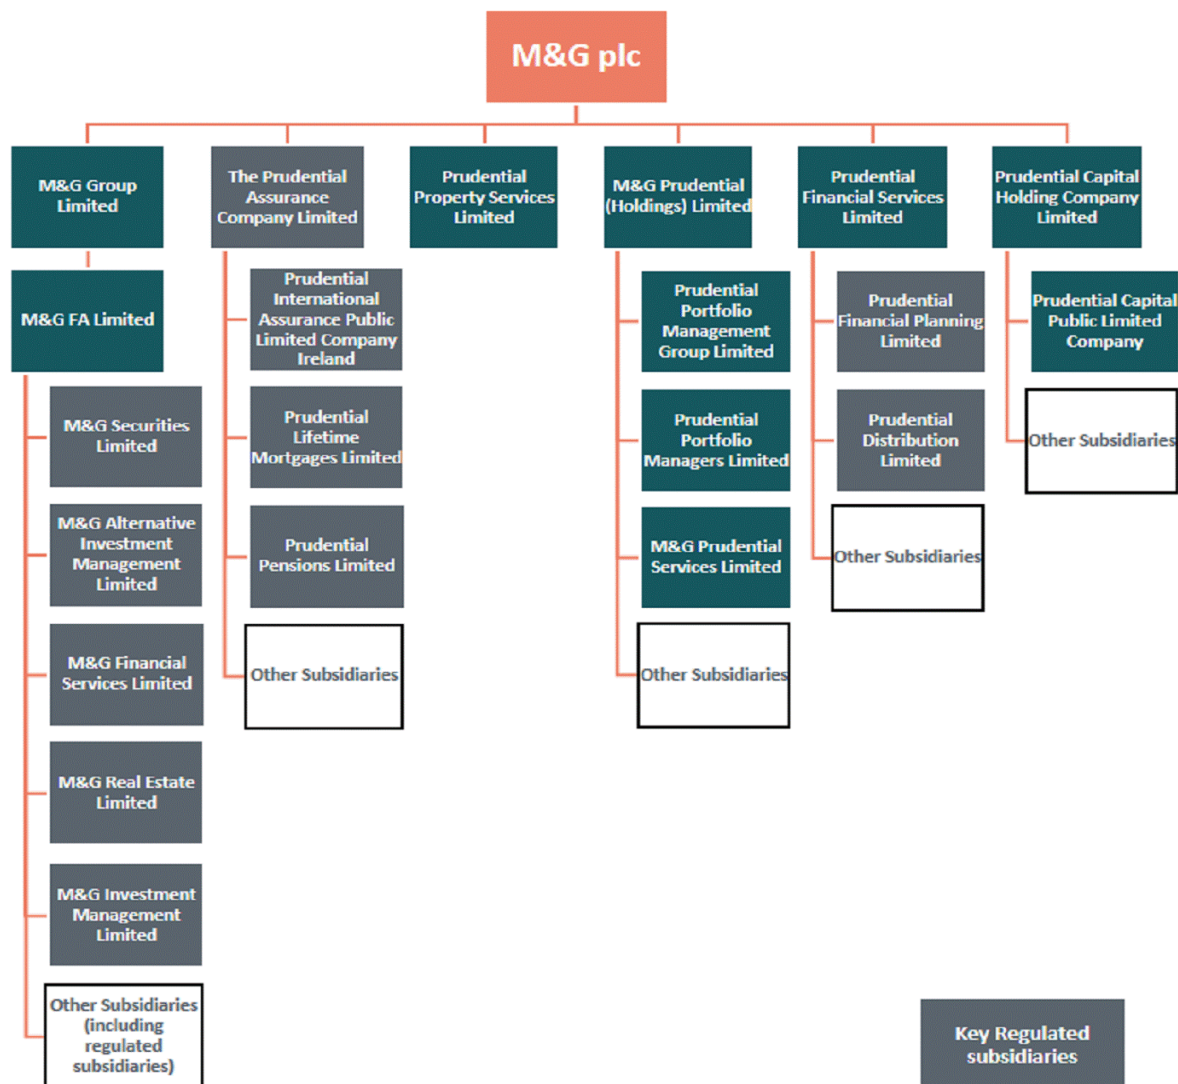 M&G plc
M&G Group
Limited
The Prudential
Assurance
Company Limited
Prudential
Property Services
Limited
M&G Prudential
(Holdings) Limited
Prudential
Financial Services
Limited
Prudential Capital
Holding Company
Limited
M&G FA Limited
M&G Securities
Limited
M&G Alternative
Investment
Management
Limited
M&G Financial
Services Limited
M&G Real Estate
Limited
M&G Investment
Management
Limited
Other Subsidiaries
(including
regulated
subsidiaries)
Prudential
International
Assurance Public
Limited Company
Ireland
Prudential
Lifetime
Mortgages Limited
Prudential
Pensions Limited
Other Subsidiaries
Prudential
Portfolio
Management
Group Limited
Prudential
Portfolio
Managers Limited
M&G Prudential
Services Limited
Other Subsidiaries
Prudential
Financial Planning
Limited
Prudential
Distribution
Limited
Other Subsidiaries
Prudential Capital
Public Limited
Company
Other Subsidiaries
Key Regulated
subsidiaries